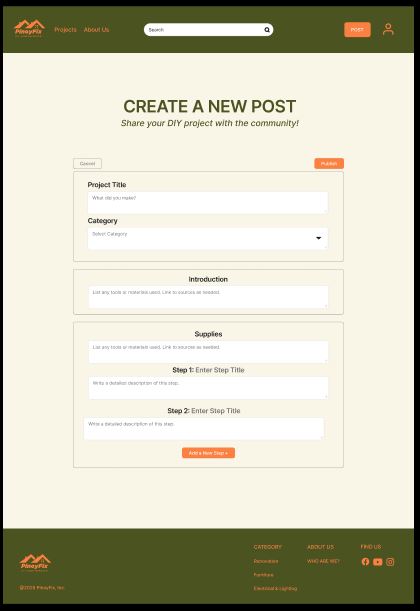 PinoyFix
Projects
About Us
Search
POST
CREATE A NEW POST
Share your DIY project with the community!
Cancel
Publish
Project Title
What did you make?
Category
Select Category
Introduction
List any tools or materials used. Link to sources as needed.
Supplies
List any tools or materials used. Link to sources as needed.
Step 1: Enter Step Title
Write a detailed description of this step.
Step 2: Enter Step Title
Write a detailed description of this step.
Add a New Step +
CATEGORY
ABOUT US
FIND US
Renovation
WHO ARE WE?
Furniture
Electrical & Lighting
PinoyFix
©2025 PinoyFix, Inc.